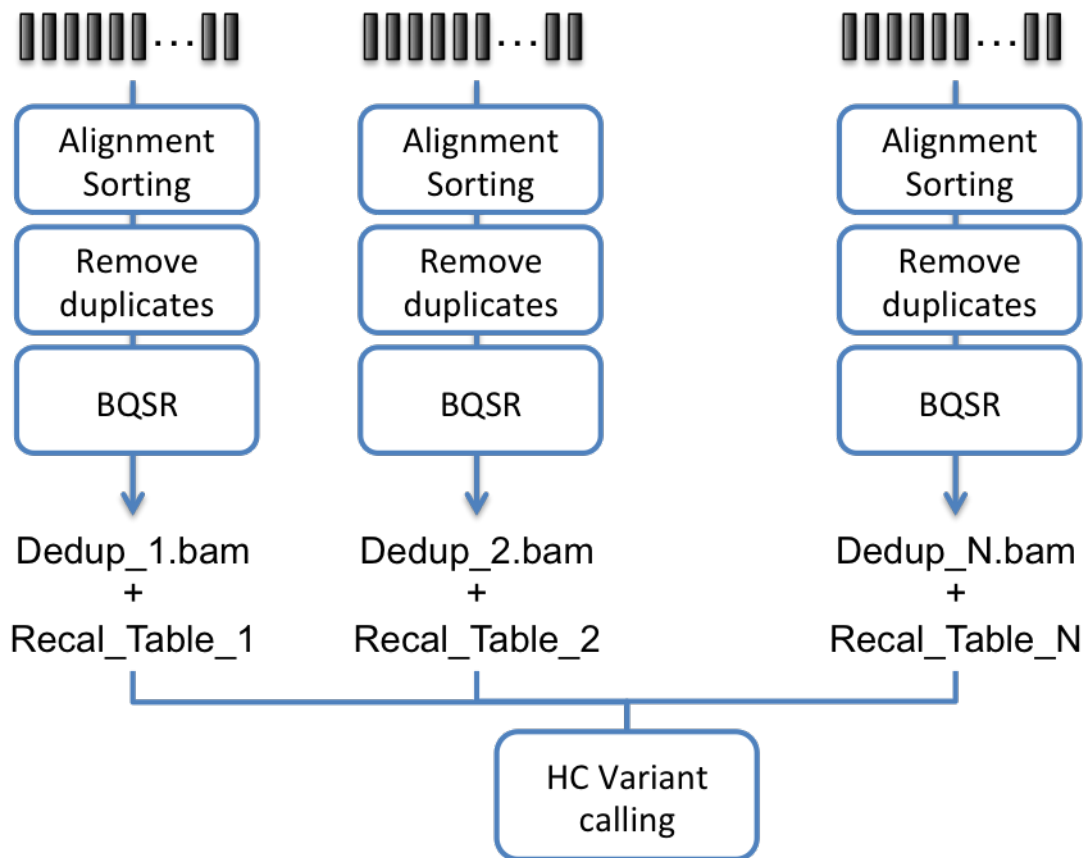 ... ... ...
Alignment
Sorting
Remove
duplicates
BQSR
Dedup_1.bam
+
Recal_Table_1
Alignment
Sorting
Remove
duplicates
BQSR
Dedup_2.bam
+
Recal_Table_2
Alignment
Sorting
Remove
duplicates
BQSR
Dedup_N.bam
+
Recal_Table_N
HC Variant
calling